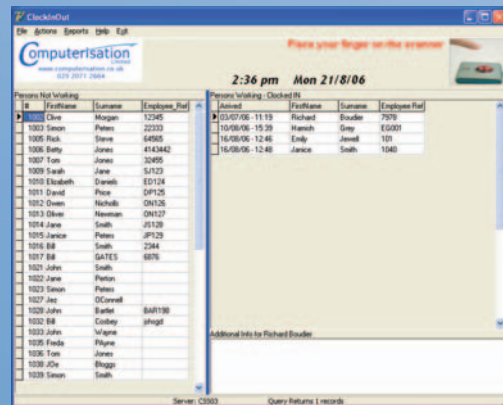 ClockInOut
File Actions Reports Help Exit
Computerisation
LIMITED
www.computerisation.co.uk
029 2071 2664
Place your finger on the scanner
2:36 pm Mon 21/8/06
Persons Not Working
# FirstName Surname Employee_Ref
1002 Clive Morgan 12345
1003 Simon Peters 22333
1005 Rick Steve 64565
1006 Betty Jones 4143442
1007 Tom Jones 32455
1009 Sarah Jane SJ123
1010 Elizabeth Daniels ED124
1011 David Price DP125
1012 Owen Nicholls ON126
1013 Oliver Newman ON127
1014 Jane Smith JS128
1015 Janice Peters JP129
1016 Bill Smith 2344
1017 Bill GATES 6876
1021 John Smith
1022 Jane Perton
1023 Simon Peters
1027 Jez OConnell
1028 John Bartlet BAR198
1032 Bill Cosbey phsgd
1033 John Wayne
1035 Freda PAyne
1036 Tom Jones
1038 JOe Bloggs
1039 Simon Smith
Persons Working - Clocked IN
Arrived FirstName Surname Employee Ref
03/07/06 - 11:19 Richard Boudier 7978
10/08/06 - 15:39 Hamish Grey EG001
16/08/06 - 12:46 Emily Jewell 101
16/08/06 - 12:48 Janice Smith 1040
Additional Info for Richard Boudier
Server: CS503 Query Returns 1 records